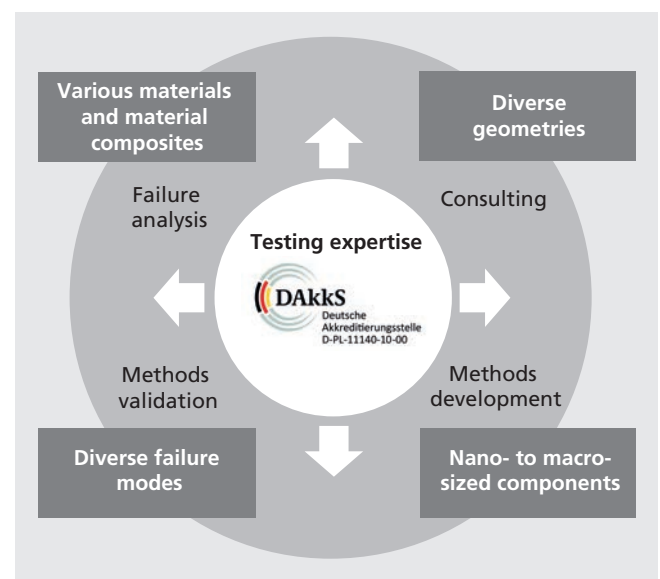 Various materials
and material
composites
Diverse
geometries
Failure
analysis
Consulting
Testing expertise
DAkkS
Deutsche
Akkreditierungsstelle
D-PL-11140-10-00
Methods
validation
Methods
development
Diverse failure
modes
Nano- to macro-
sized components